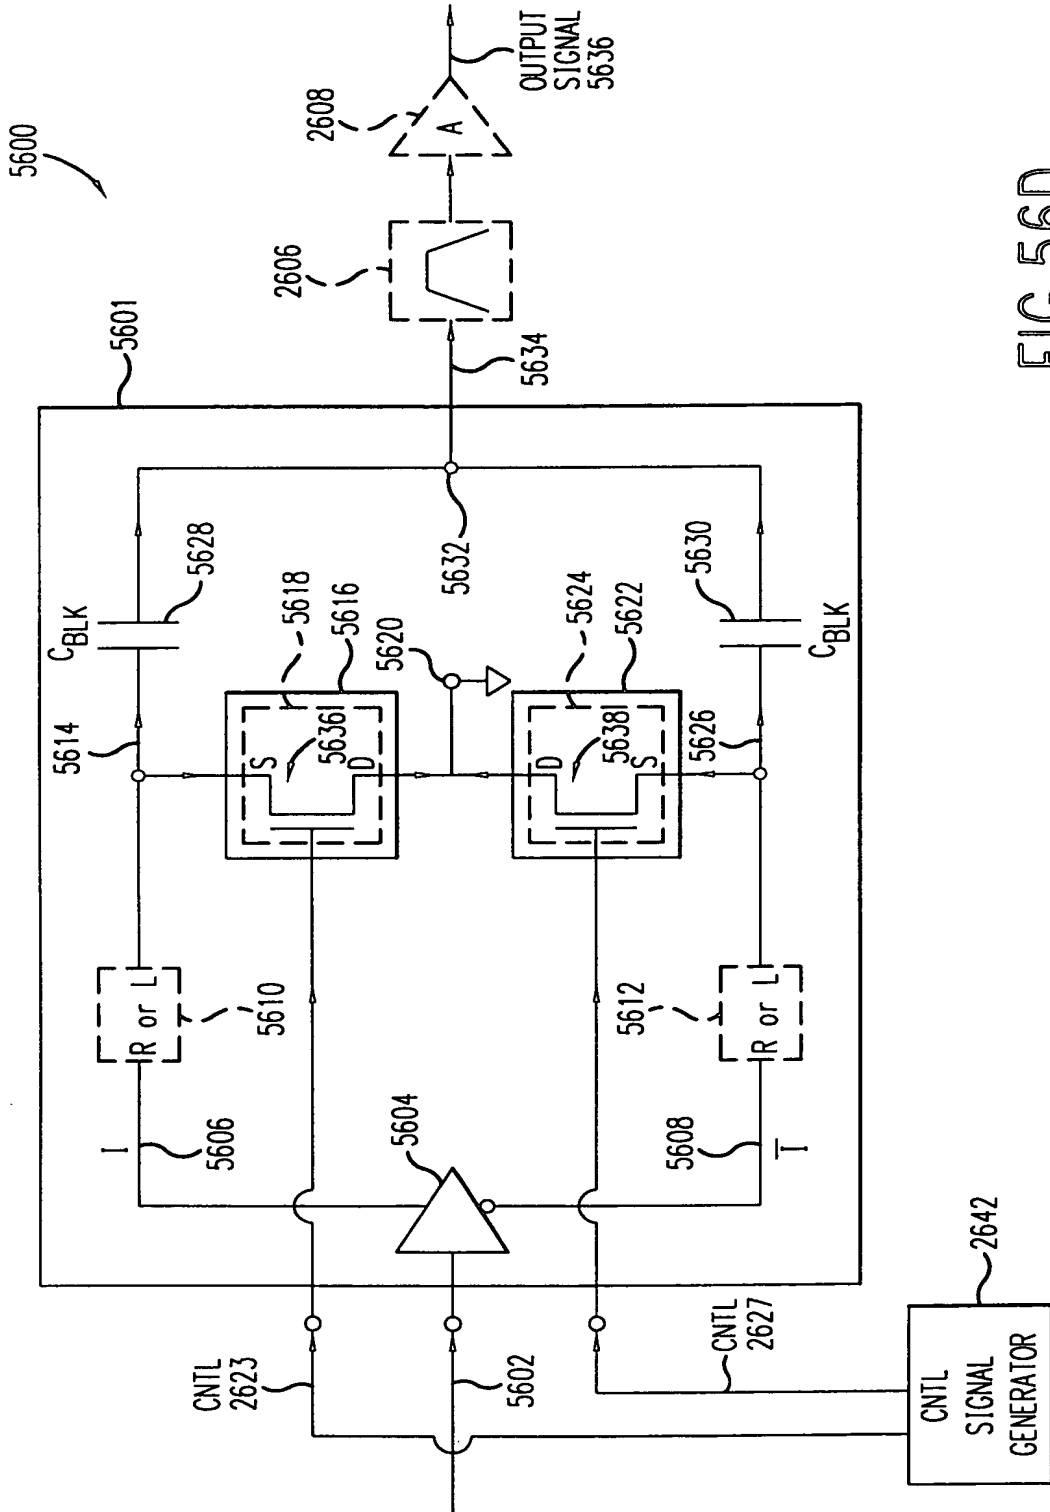 5600
5601
C_BLK
5628
5614
I
5606
R or L
5610
5618
5616
S
5636
D
2606
2608
A
OUTPUT
SIGNAL
5636
5634
5632
5620
CNTL
2623
5604
5602
5624
5622
D
5638
S
CNTL
2627
5612
R or L
5608
I̅
5626
5630
C_BLK
2642
CNTL
SIGNAL
GENERATOR
FIG. 56D